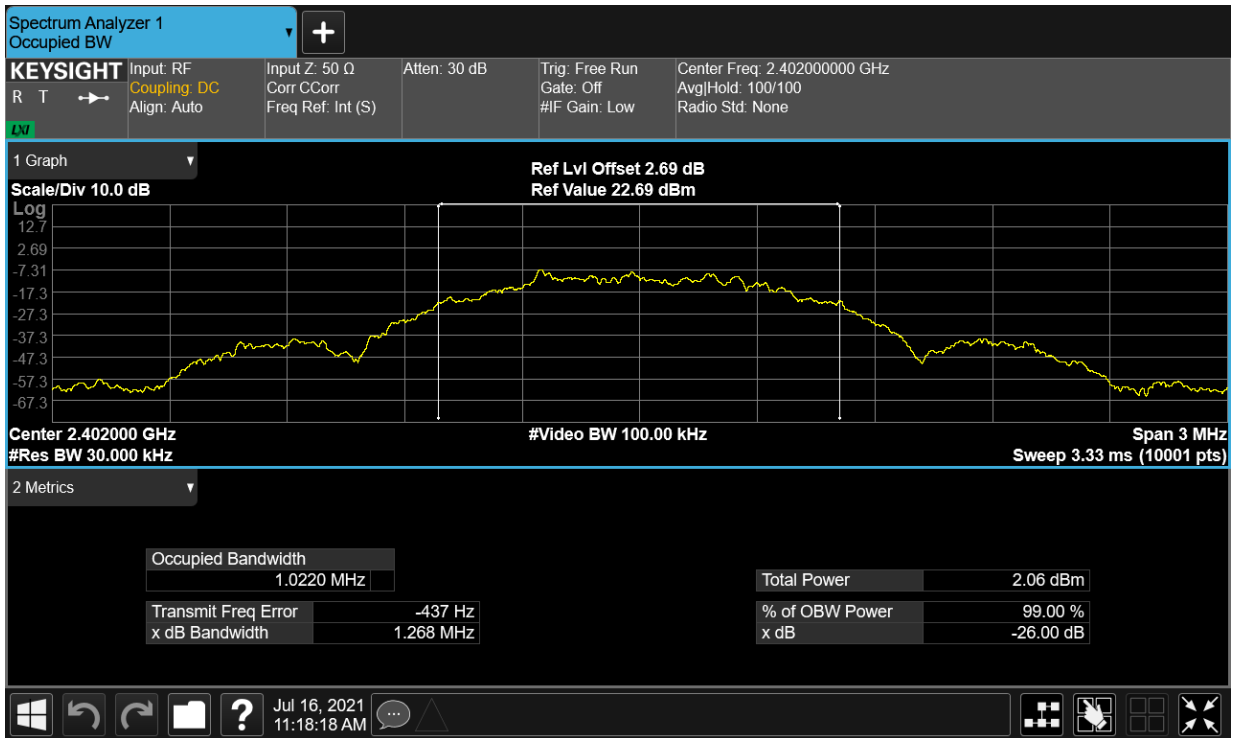 Spectrum Analyzer 1
Occupied BW
▼
+
KEYSIGHT
R T
LXI
Input: RF
Coupling: DC
Align: Auto
Input Z: 50 Ω
Corr CCorr
Freq Ref: Int (S)
Atten: 30 dB
Trig: Free Run
Gate: Off
#IF Gain: Low
Center Freq: 2.402000000 GHz
Avg|Hold: 100/100
Radio Std: None
1 Graph ▼
Ref Lvl Offset 2.69 dB
Scale/Div 10.0 dB
Ref Value 22.69 dBm
Log
12.7
2.69
-7.31
-17.3
-27.3
-37.3
-47.3
-57.3
-67.3
Center 2.402000 GHz
#Video BW 100.00 kHz
Span 3 MHz
#Res BW 30.000 kHz
Sweep 3.33 ms (10001 pts)
2 Metrics ▼
Occupied Bandwidth
1.0220 MHz
Total Power 2.06 dBm
Transmit Freq Error -437 Hz
% of OBW Power 99.00 %
x dB Bandwidth 1.268 MHz
x dB -26.00 dB
?
Jul 16, 2021
11:18:18 AM